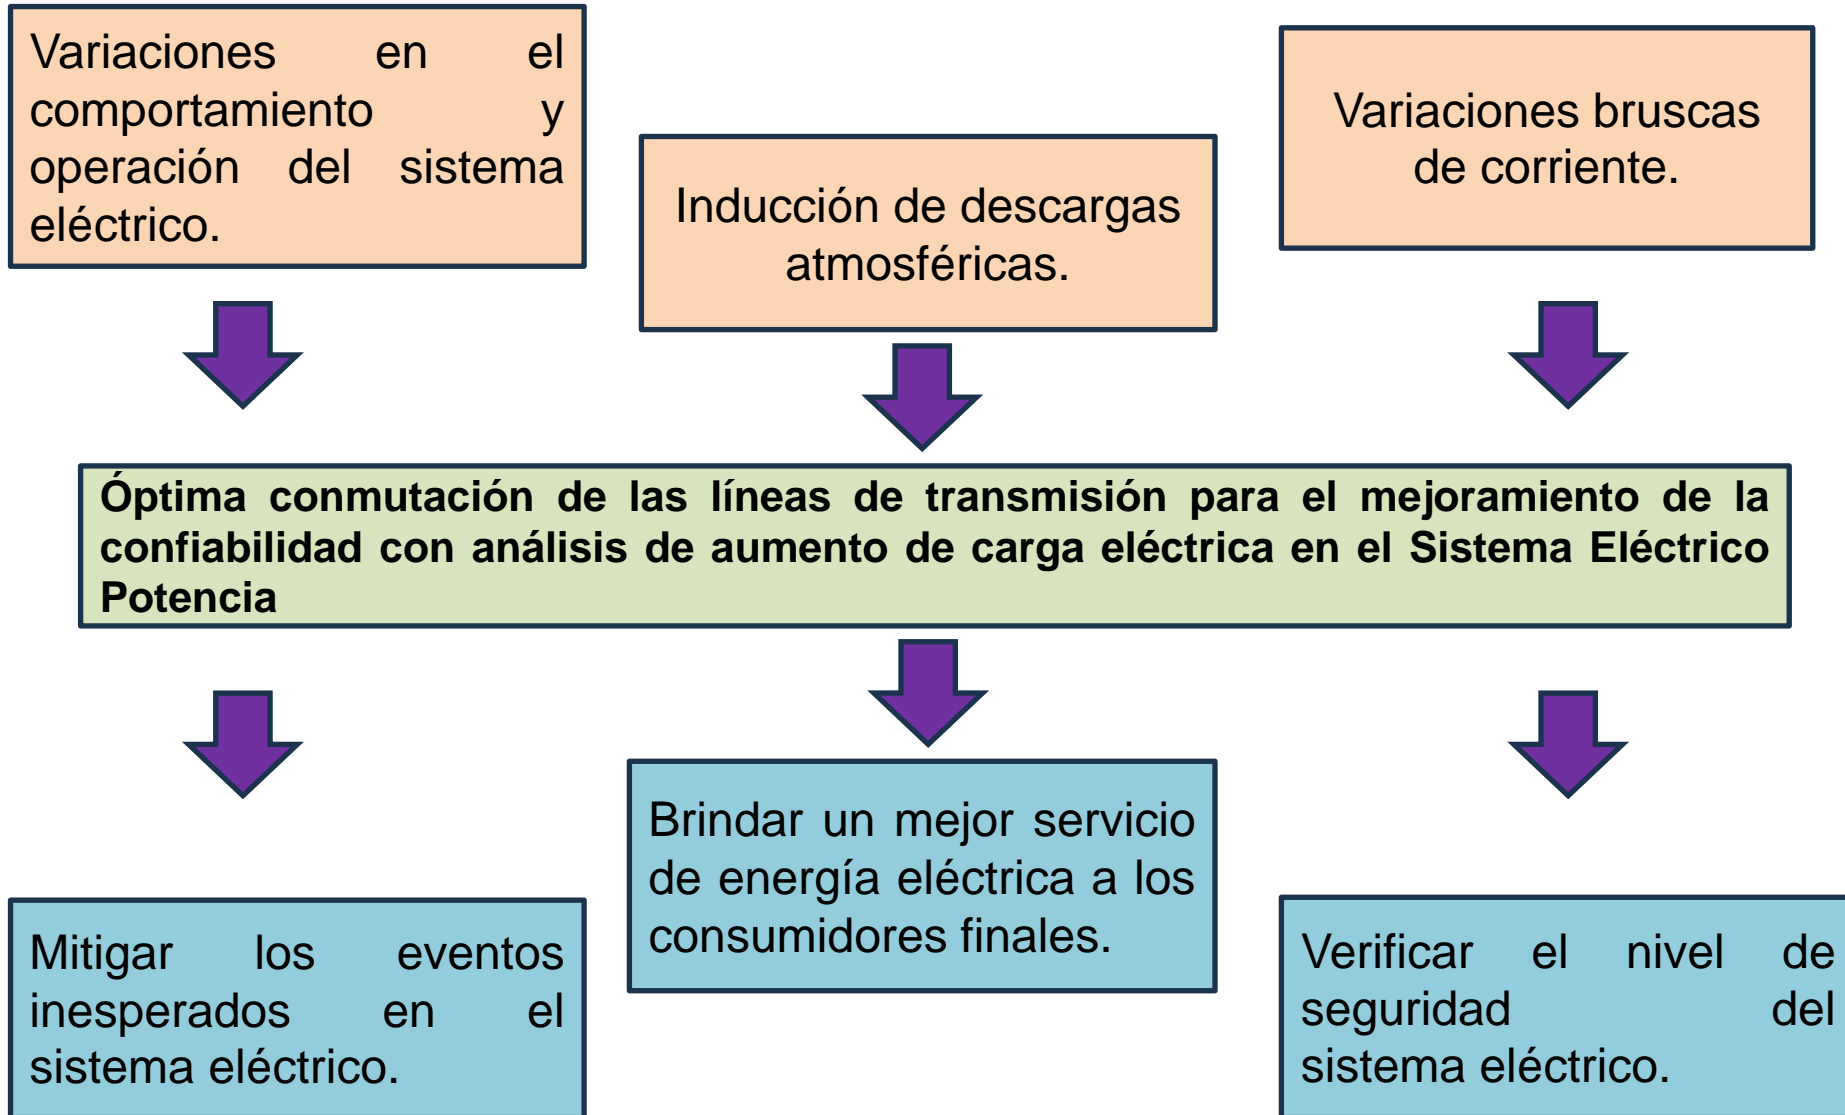 Variaciones en el
comportamiento y
operación del sistema
eléctrico.
Inducción de descargas
atmosféricas.
Variaciones bruscas
de corriente.
Óptima conmutación de las líneas de transmisión para el mejoramiento de la
confiabilidad con análisis de aumento de carga eléctrica en el Sistema Eléctrico
Potencia
Mitigar los eventos
inesperados en el
sistema eléctrico.
Brindar un mejor servicio
de energía eléctrica a los
consumidores finales.
Verificar el nivel de
seguridad del
sistema eléctrico.